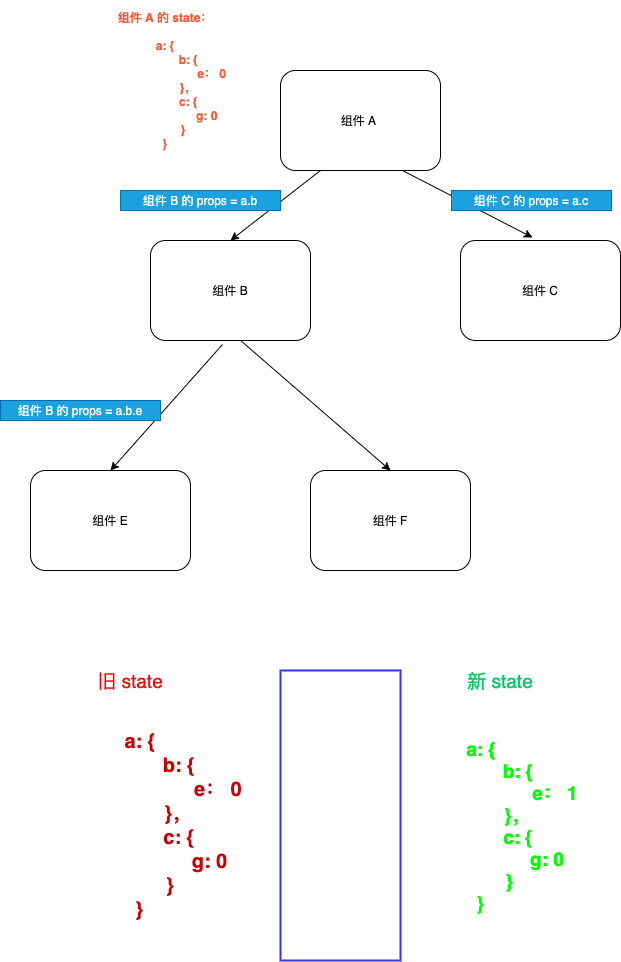 组件 A 的 state：
a: {
b: {
e： 0
},
c: {
g: 0
}
}
组件 A
组件 B 的 props = a.b
组件 C 的 props = a.c
组件 B
组件 C
组件 B 的 props = a.b.e
组件 E
组件 F
旧 state
a: {
b: {
e： 0
},
c: {
g: 0
}
}
新 state
a: {
b: {
e： 1
},
c: {
g: 0
}
}